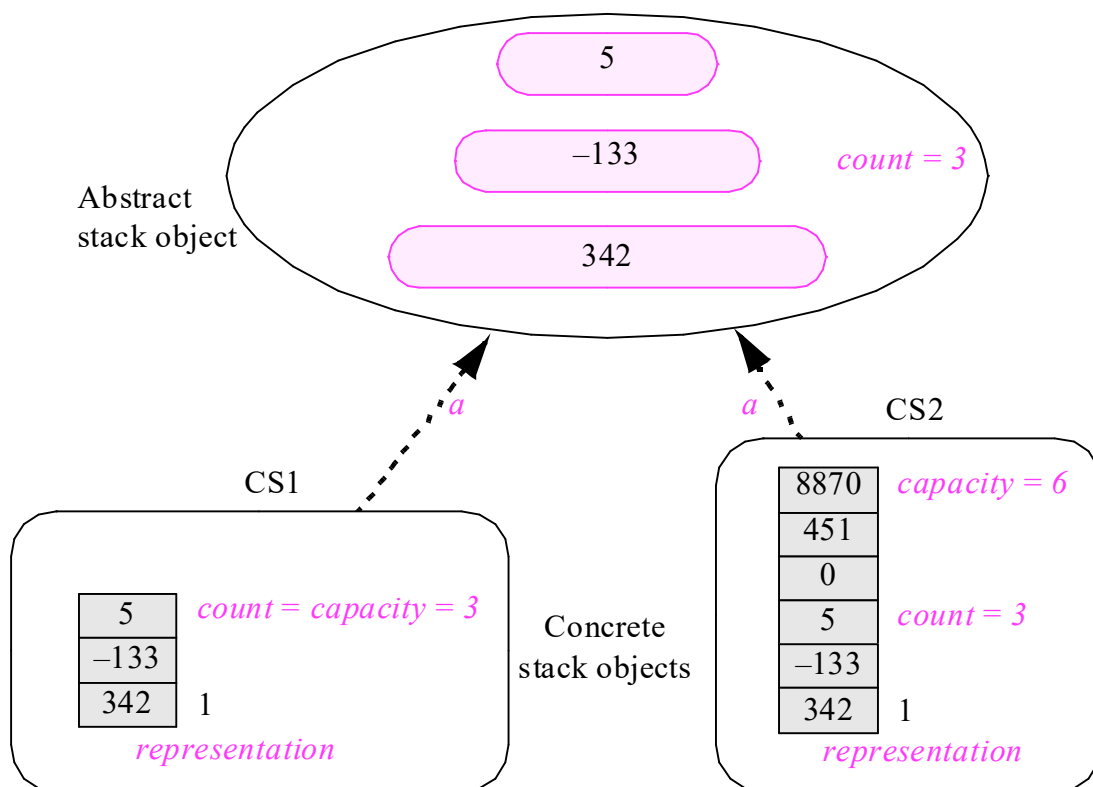 5
–133
count = 3
Abstract
stack object
342
a
a
CS2
CS1
8870
capacity = 6
451
0
5
count = capacity = 3
5
count = 3
Concrete
stack objects
–133
–133
342
1
342
1
representation
representation